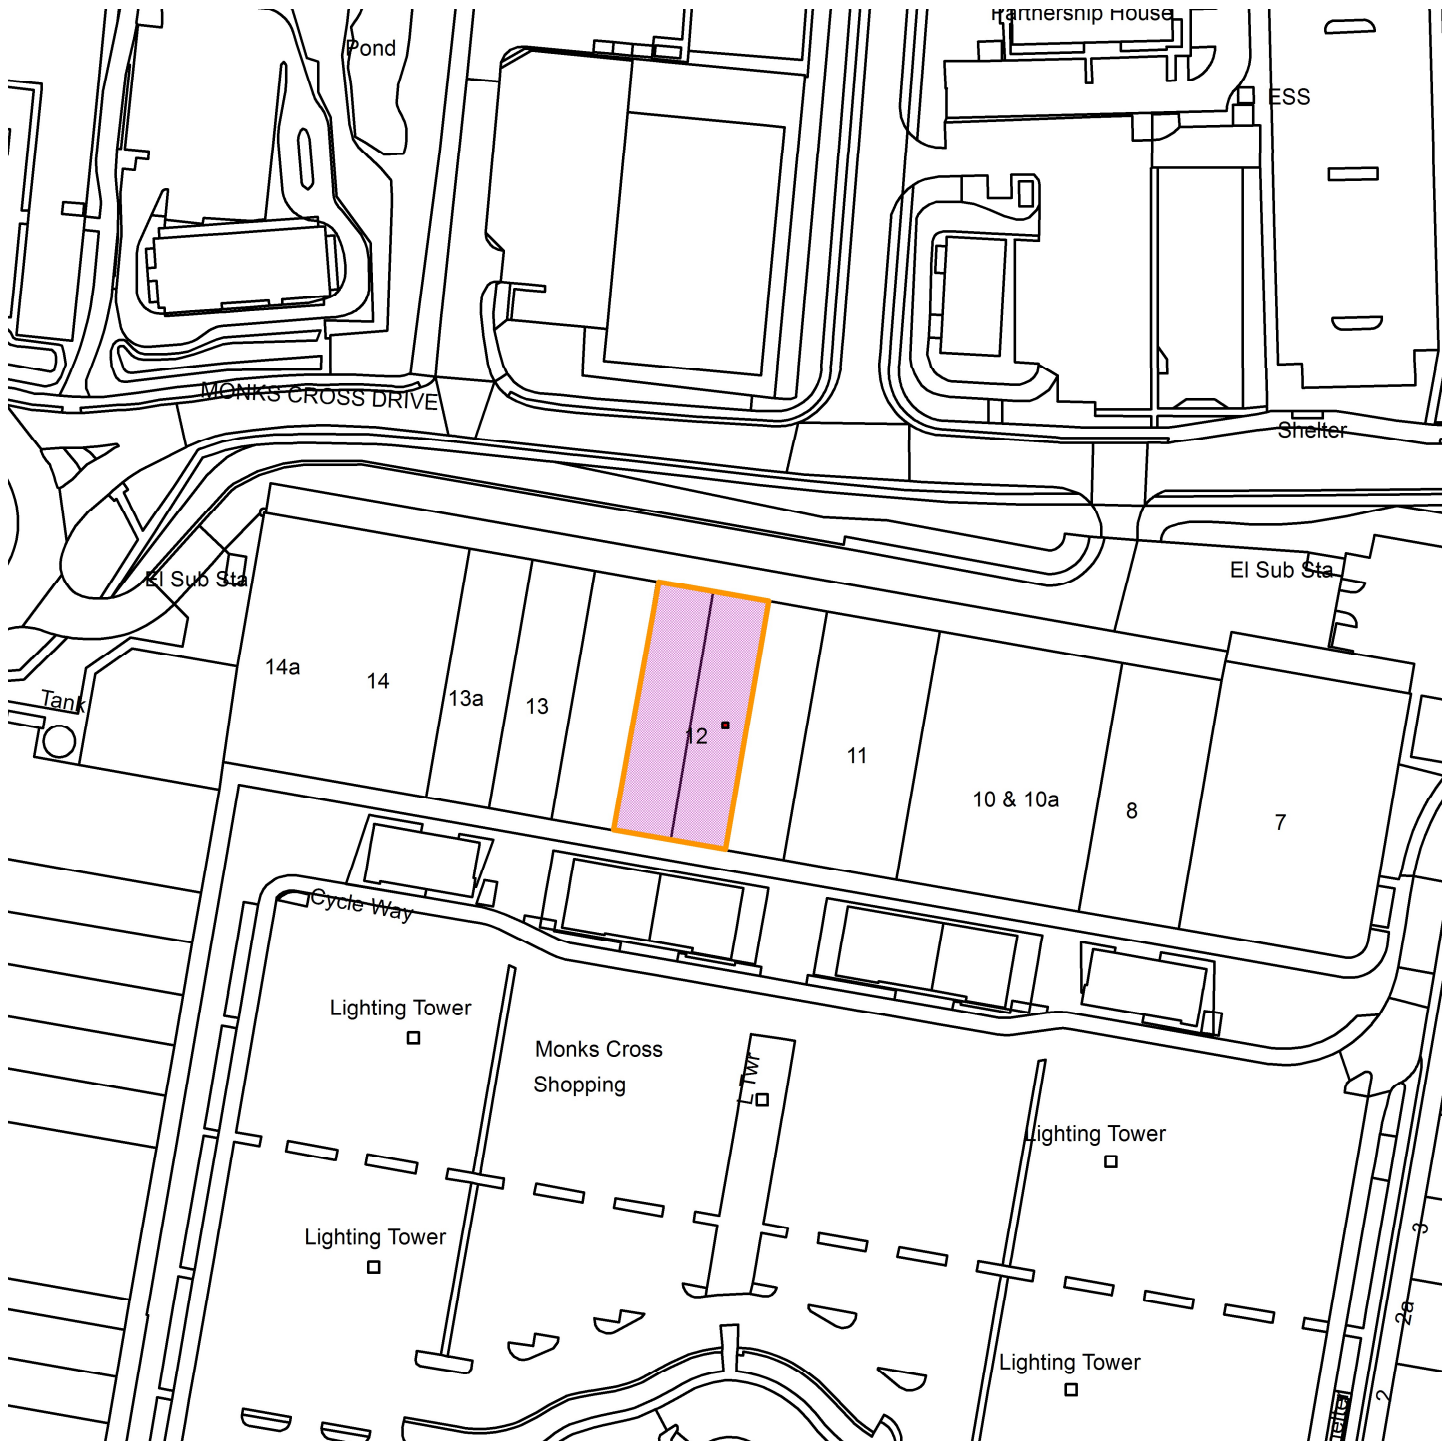 Partnership House
Pond
ESS
MONKS CROSS DRIVE
Shelter
El Sub Sta
El Sub Sta
14a
14
13a
13
12
11
10 & 10a
8
7
Tank
Cycle Way
Lighting Tower
Monks Cross
Shopping
L Twr
Lighting Tower
Lighting Tower
Lighting Tower
3
2a
2